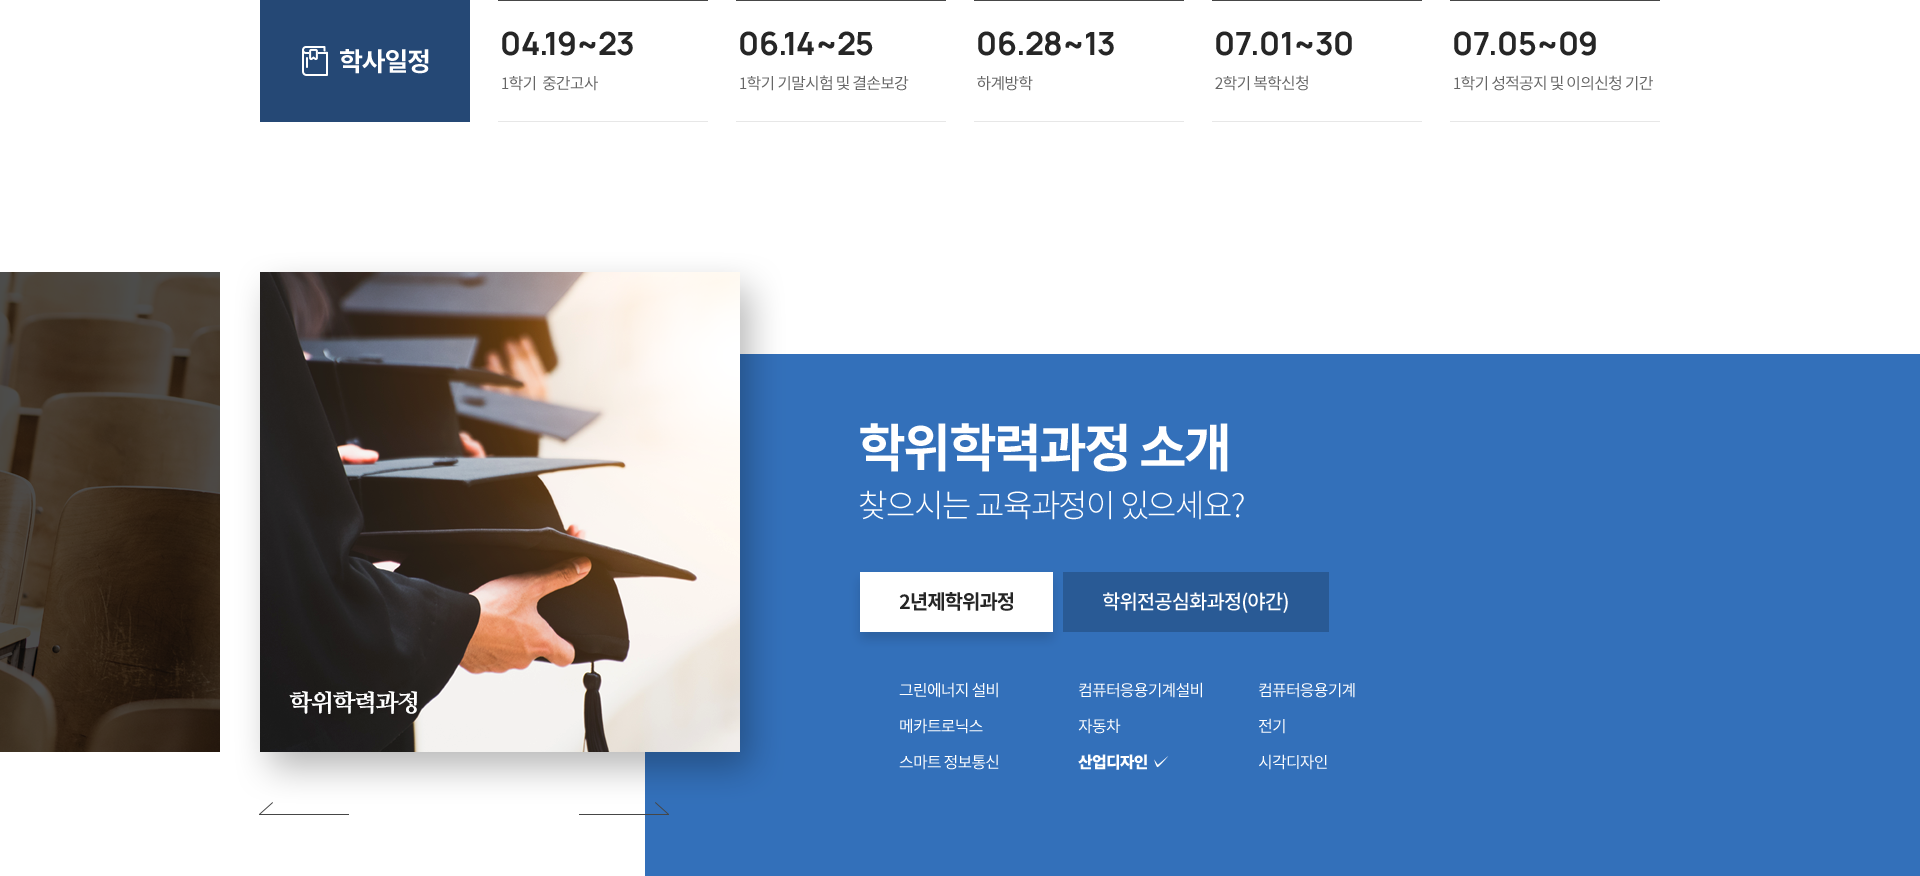 학사일정
04.19~23
1학기 중간고사
06.14~25
1학기 기말시험 및 결손보강
06.28~13
하계방학
07.01~30
2학기 복학신청
07.05~09
1학기 성적공지 및 이의신청 기간
학위학력과정
학위학력과정 소개
찾으시는 교육과정이 있으세요?
2년제학위과정
학위전공심화과정(야간)
그린에너지 설비
컴퓨터응용기계설비
컴퓨터응용기계
메카트로닉스
자동차
전기
스마트 정보통신
산업디자인 ✓
시각디자인